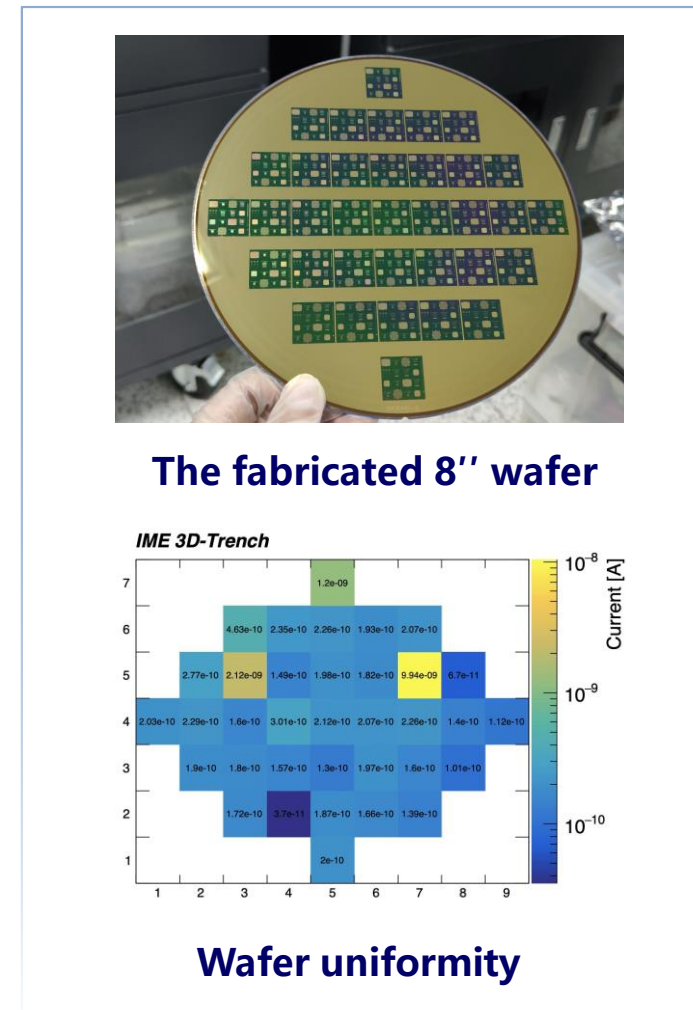 The fabricated 8′′ wafer
IME 3D-Trench
10⁻⁸
Current [A]
7 1.2e-09
6 4.63e-10 2.35e-10 2.26e-10 1.93e-10 2.07e-10
5 2.77e-10 2.12e-09 1.49e-10 1.98e-10 1.82e-10 9.94e-09 6.7e-11
10⁻⁹
4 2.03e-10 2.29e-10 1.6e-10 3.01e-10 2.12e-10 2.07e-10 2.26e-10 1.4e-10 1.12e-10
3 1.9e-10 1.8e-10 1.57e-10 1.3e-10 1.97e-10 1.6e-10 1.01e-10
2 1.72e-10 3.7e-11 1.87e-10 1.66e-10 1.39e-10
10⁻¹⁰
1 2e-10
1 2 3 4 5 6 7 8 9
Wafer uniformity